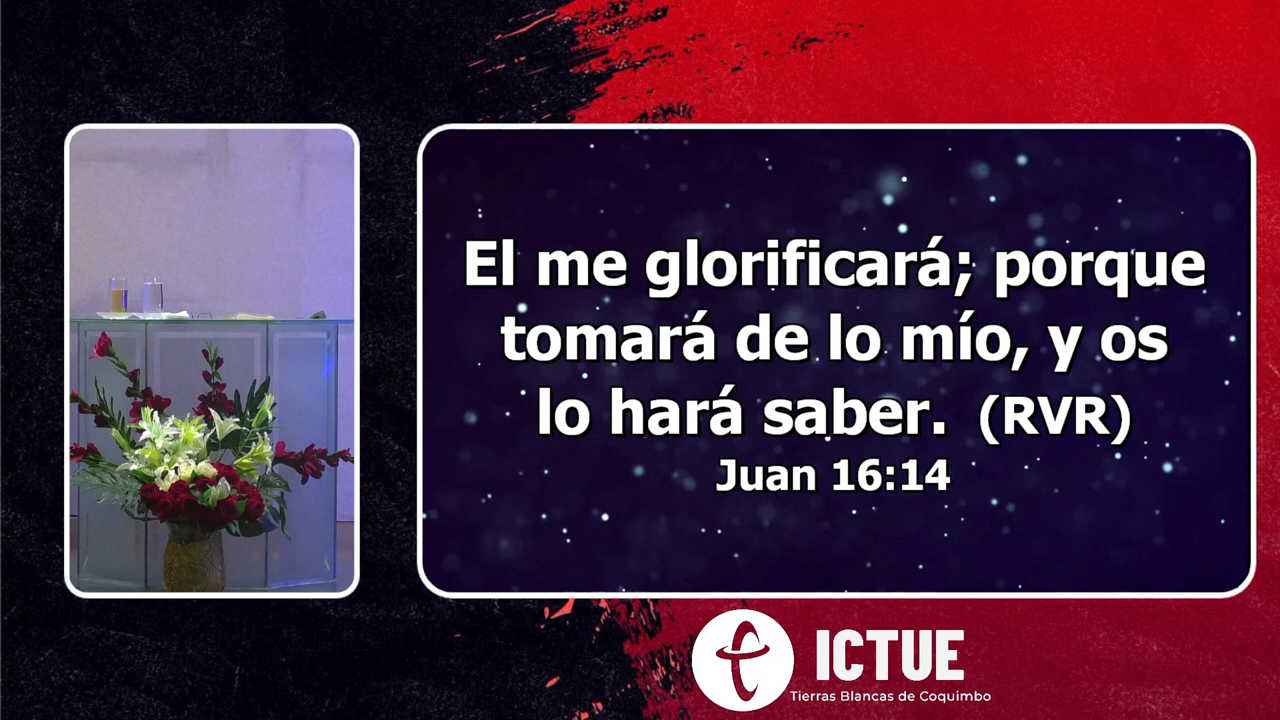 El me glorificará; porque
tomará de lo mío, y os
lo hará saber. (RVR)
Juan 16:14
ICTUE
Tierras Blancas de Coquimbo